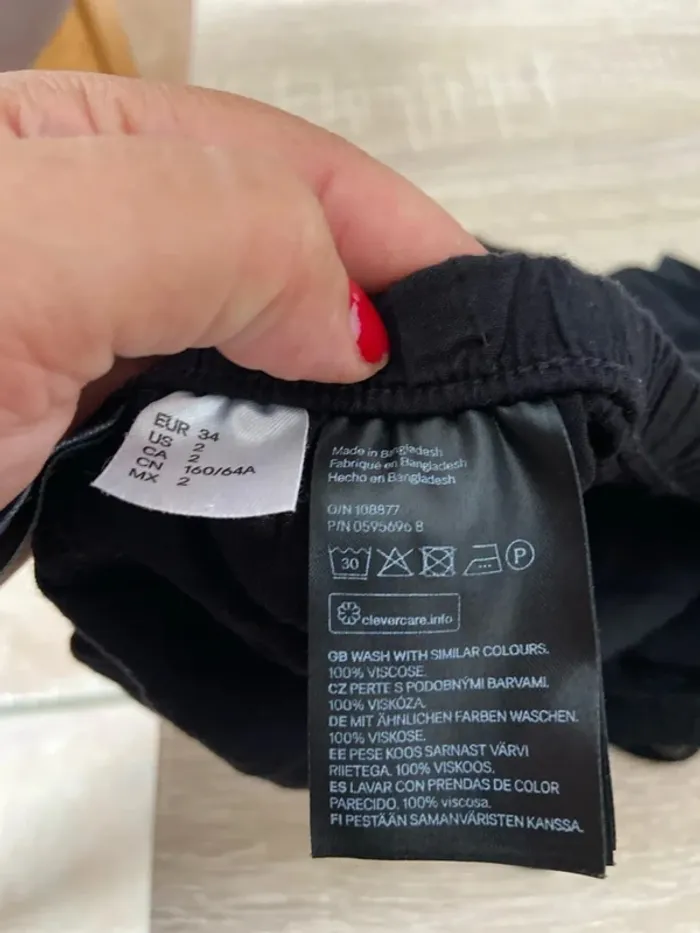 EUR 34
US 2
CA 2
CN 160/64A
MX 2
Made in Bangladesh
Fabriqué en Bangladesh
Hecho en Bangladesh
O/N 108877
P/N 0595696 8
30
P
clevercare.info
GB WASH WITH SIMILAR COLOURS.
100% VISCOSE.
CZ PERTE S PODOBNÝMI BARVAMI.
100% VISKÓZA.
DE MIT ÄHNLICHEN FARBEN WASCHEN.
100% VISKOSE.
EE PESE KOOS SARNAST VÄRVI
RIIETEGA. 100% VISKOOS.
ES LAVAR CON PRENDAS DE COLOR
PARECIDO. 100% viscosa.
FI PESTÄÄN SAMANVÄRISTEN KANSSA.